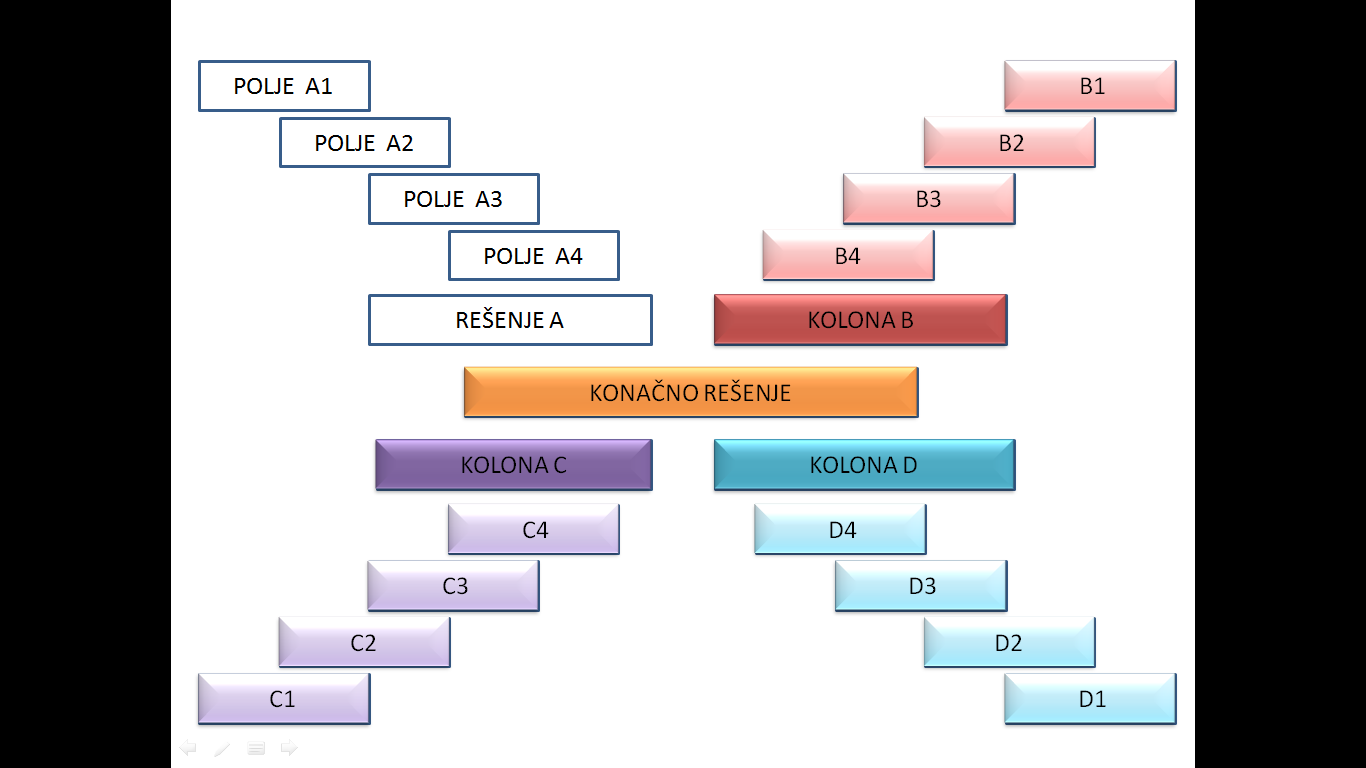 POLJE A1
B1
POLJE A2
B2
POLJE A3
B3
POLJE A4
B4
REŠENJE A
KOLONA B
KONAČNO REŠENJE
KOLONA C
KOLONA D
C4
D4
C3
D3
C2
D2
C1
D1